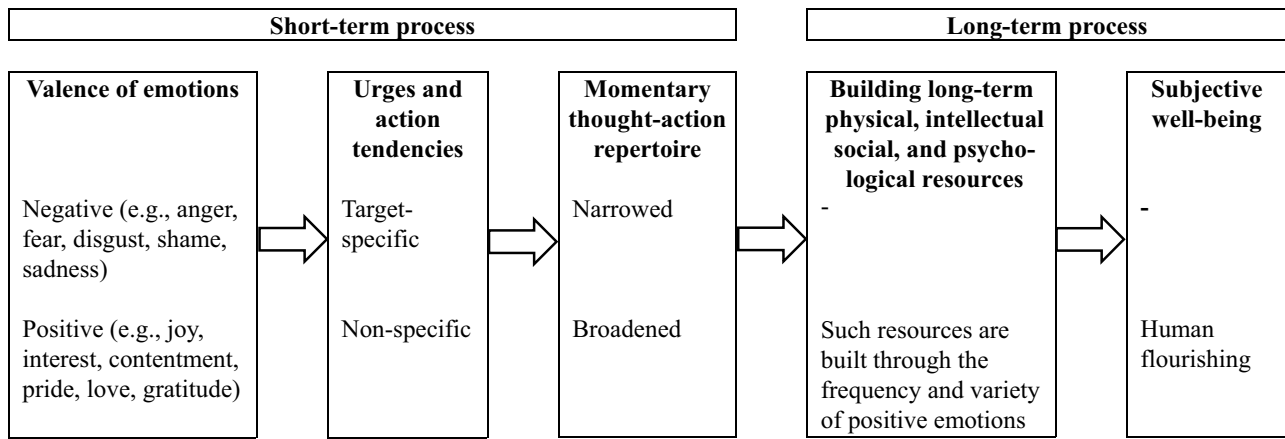 Short-term process
Long-term process
Valence of emotions
Negative (e.g., anger,
fear, disgust, shame,
sadness)
Positive (e.g., joy,
interest, contentment,
pride, love, gratitude)
Urges and
action
tendencies
Target-
specific
Non-specific
Momentary
thought-action
repertoire
Narrowed
Broadened
Building long-term
physical, intellectual
social, and psycho-
logical resources
-
Such resources are
built through the
frequency and variety
of positive emotions
Subjective
well-being
-
Human
flourishing